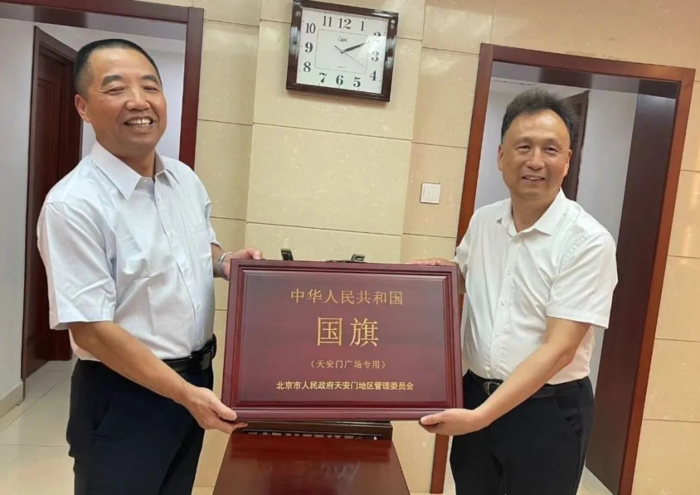 中华人民共和国
国旗
（天安门广场专用）
北京市人民政府天安门地区管理委员会